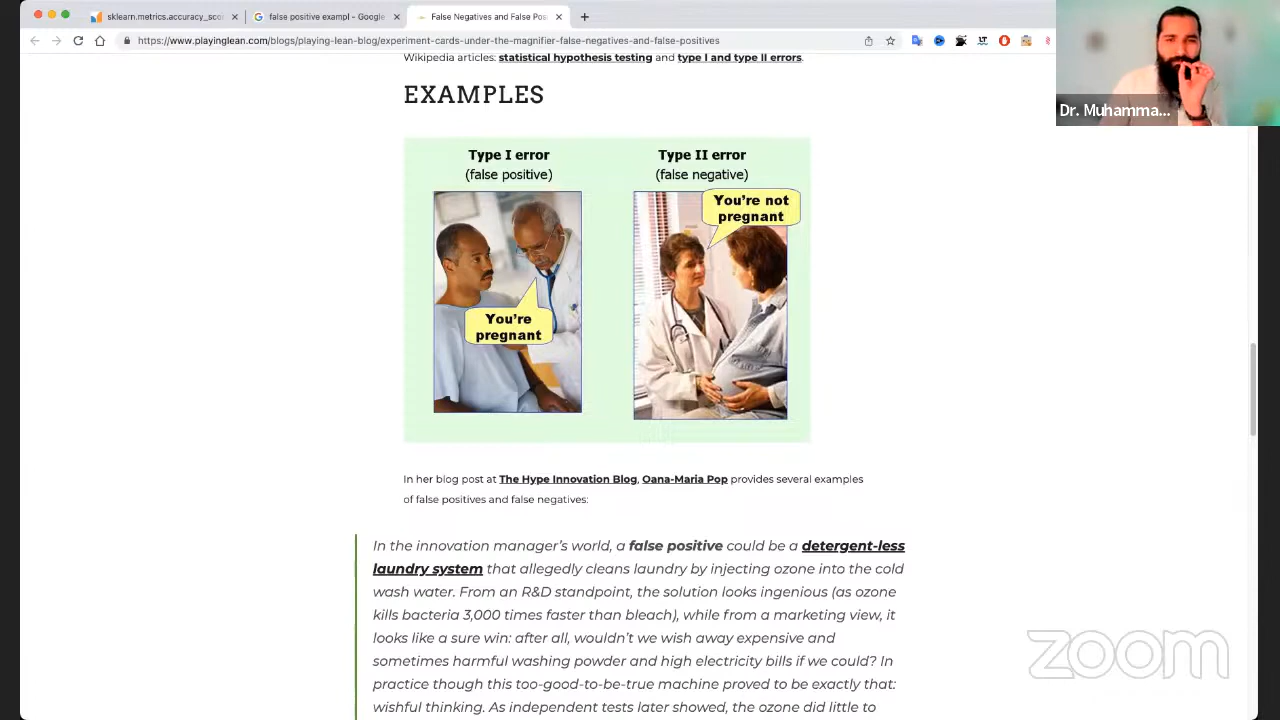 sklearn.metrics.accuracy_sco
false positive exampl - Google
False Negatives and False Pos
https://www.playinglean.com/blogs/playing-lean-blog/experiment-cards-under-the-magnifier-false-negatives-and-false-positives
Wikipedia articles: statistical hypothesis testing and type I and type II errors.
EXAMPLES
Type I error
(false positive)
Type II error
(false negative)
You're
pregnant
You're not
pregnant
In her blog post at The Hype Innovation Blog, Oana-Maria Pop provides several examples
of false positives and false negatives:
In the innovation manager's world, a false positive could be a detergent-less
laundry system that allegedly cleans laundry by injecting ozone into the cold
wash water. From an R&D standpoint, the solution looks ingenious (as ozone
kills bacteria 3,000 times faster than bleach), while from a marketing view, it
looks like a sure win: after all, wouldn't we wish away expensive and
sometimes harmful washing powder and high electricity bills if we could? In
practice though this too-good-to-be-true machine proved to be exactly that:
wishful thinking. As independent tests later showed, the ozone did little to
Dr. Muhamma...
zoom